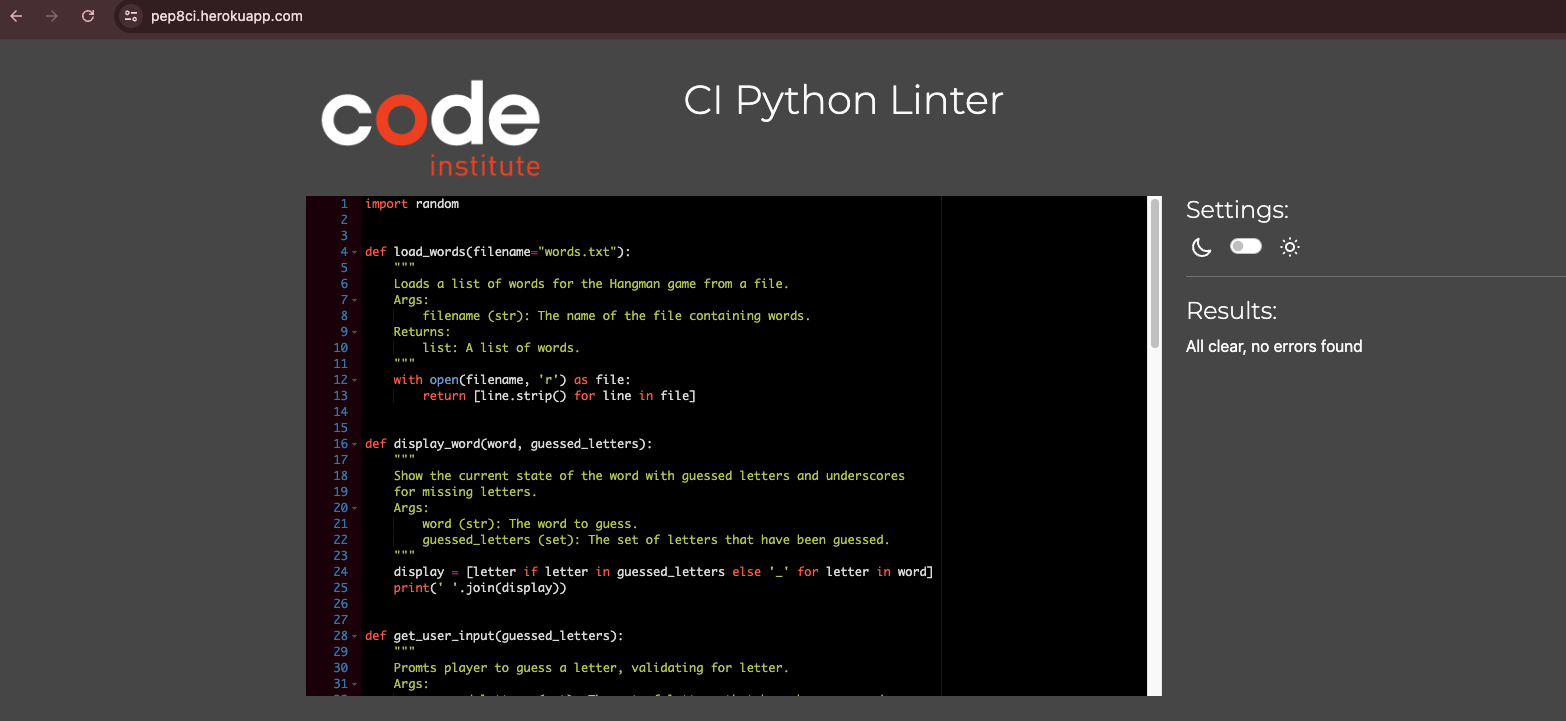 pep8ci.herokuapp.com
code
institute
CI Python Linter
1 import random
2
3
4 def load_words(filename="words.txt"):
5     """
6     Loads a list of words for the Hangman game from a file.
7     Args:
8         filename (str): The name of the file containing words.
9     Returns:
10         list: A list of words.
11     """
12     with open(filename, 'r') as file:
13         return [line.strip() for line in file]
14
15
16 def display_word(word, guessed_letters):
17     """
18     Show the current state of the word with guessed letters and underscores
19     for missing letters.
20     Args:
21         word (str): The word to guess.
22         guessed_letters (set): The set of letters that have been guessed.
23     """
24     display = [letter if letter in guessed_letters else '_' for letter in word]
25     print(' '.join(display))
26
27
28 def get_user_input(guessed_letters):
29     """
30     Promts player to guess a letter, validating for letter.
31     Args:
Settings:
Results:
All clear, no errors found